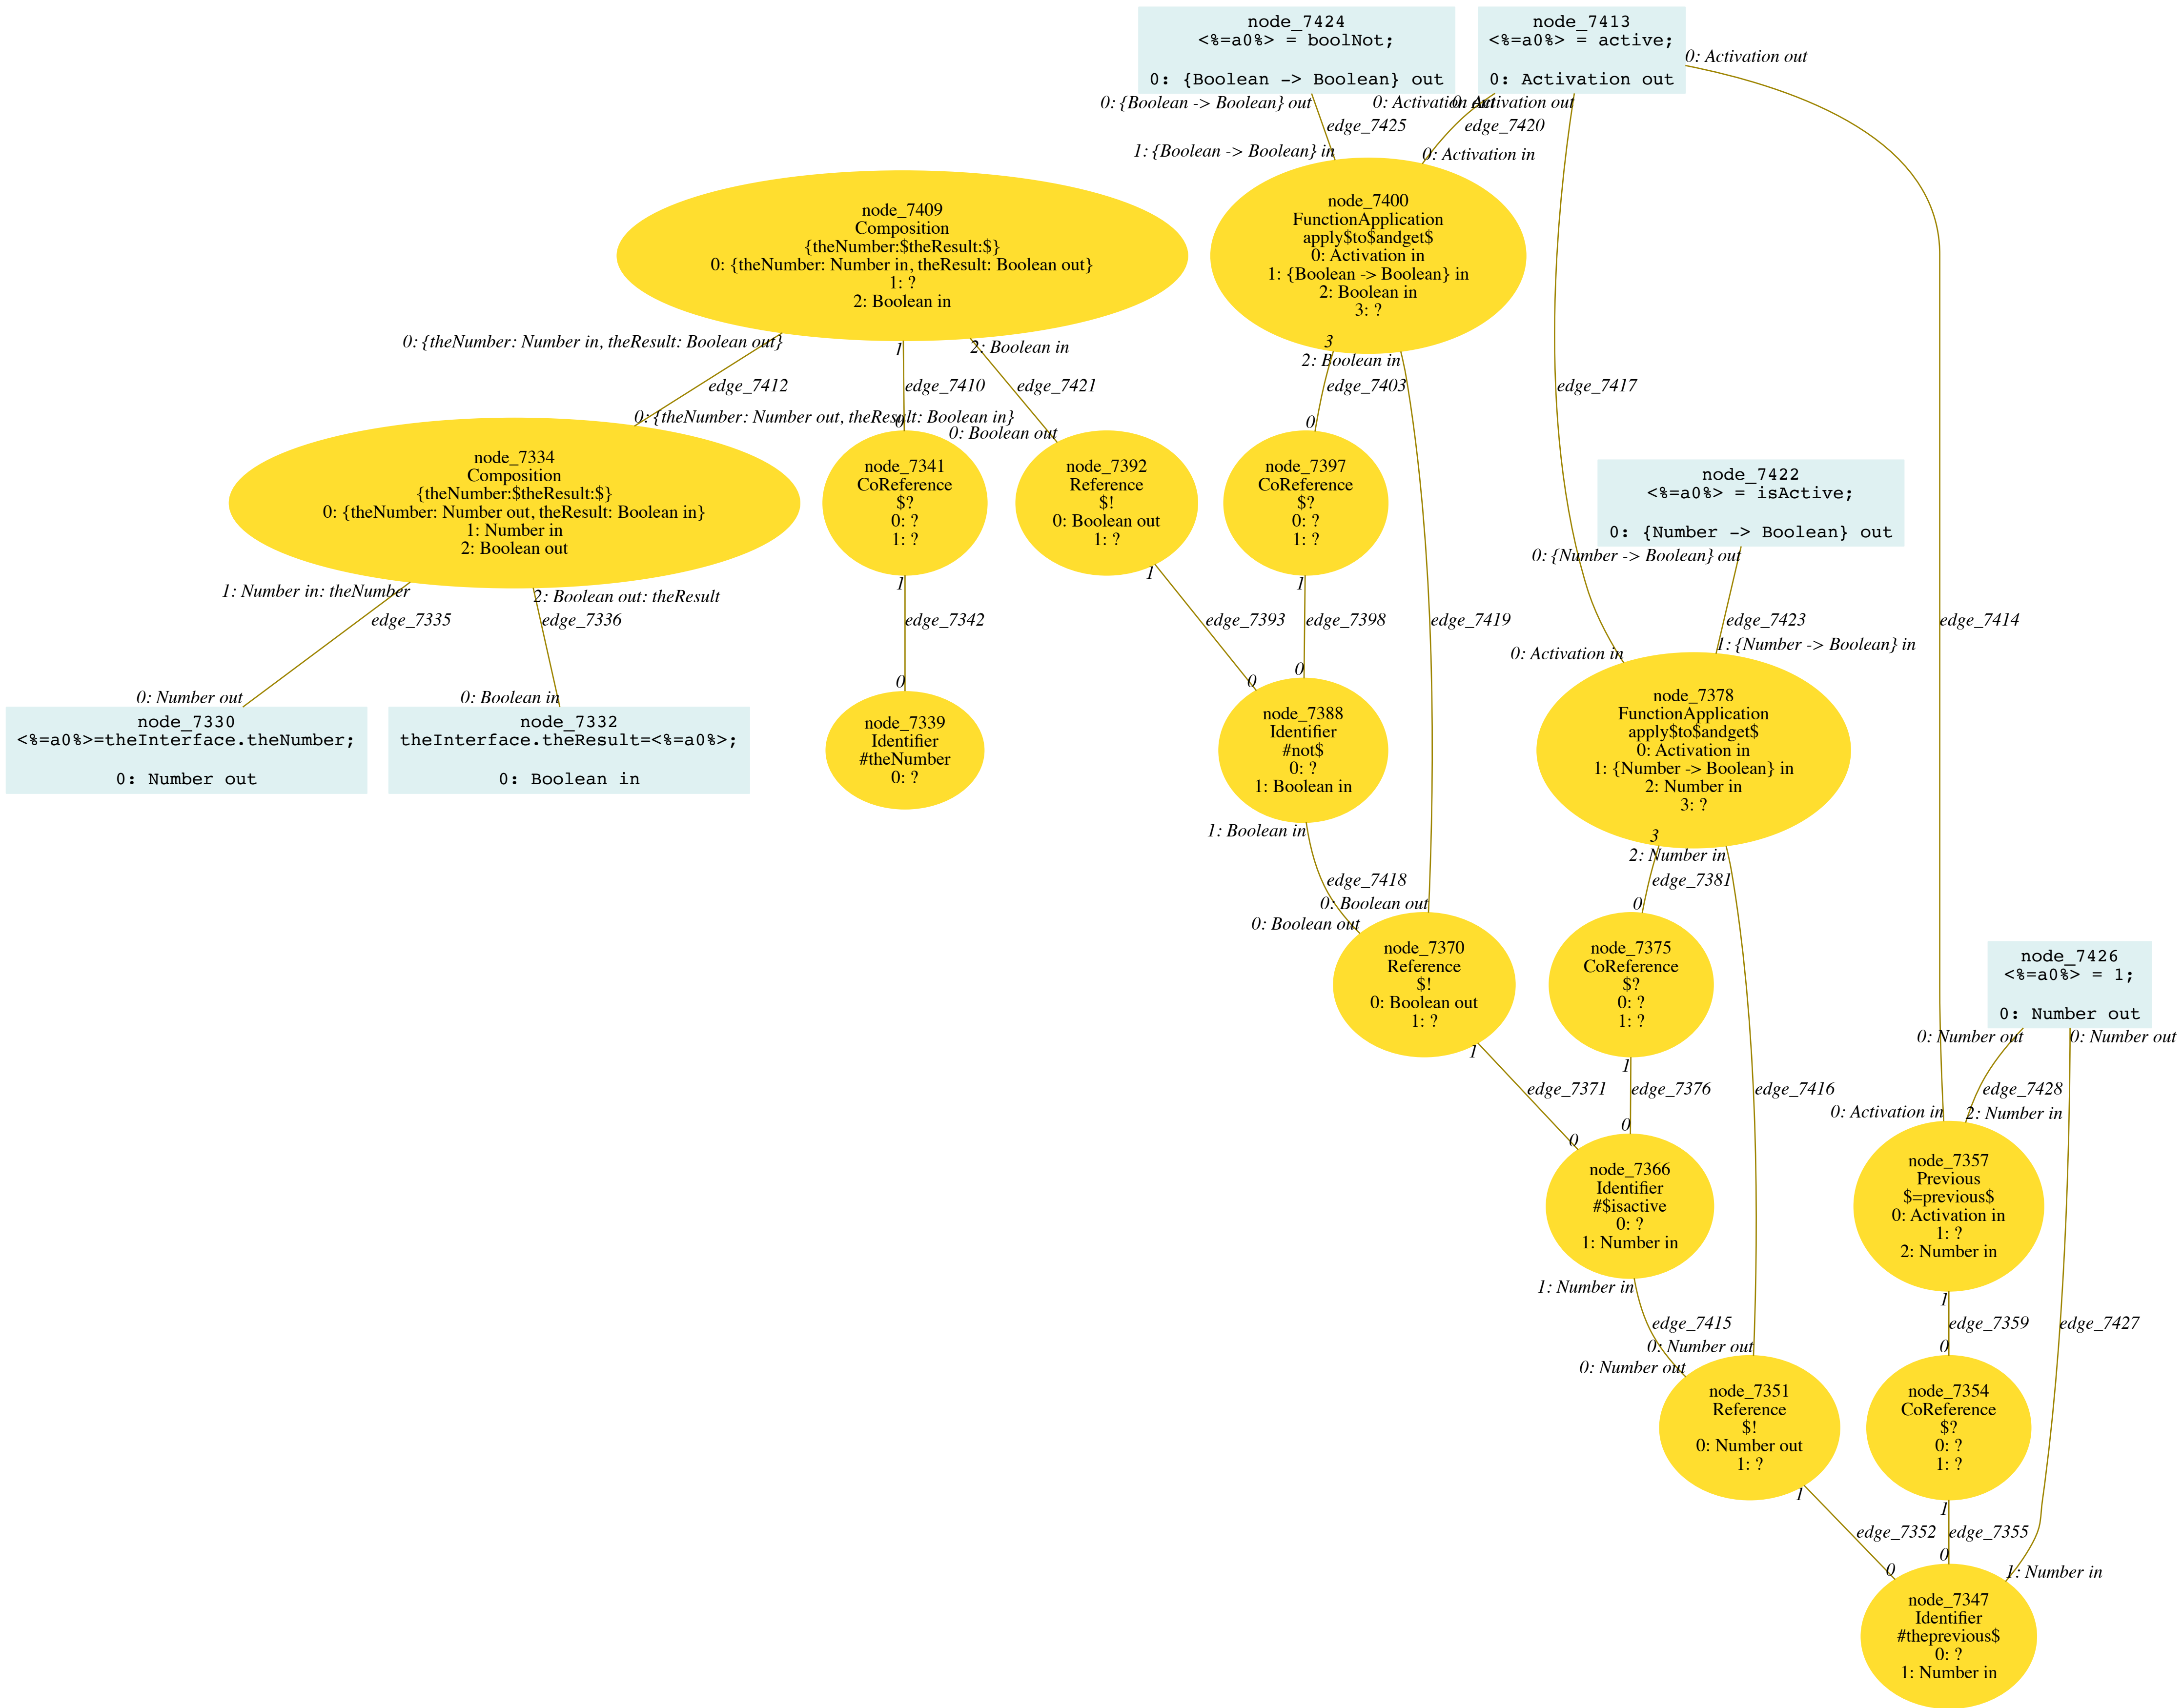 node_7424
<%=a0%> = boolNot;
0: {Boolean -> Boolean} out
node_7413
<%=a0%> = active;
0: Activation out
0: Activation out
0: {Boolean -> Boolean} out
0: Activation out
0: Activation out
edge_7425
edge_7420
1: {Boolean -> Boolean} in
0: Activation in
node_7409
Composition
{theNumber:$theResult:$}
0: {theNumber: Number in, theResult: Boolean out}
1: ?
2: Boolean in
node_7400
FunctionApplication
apply$to$andget$
0: Activation in
1: {Boolean -> Boolean} in
2: Boolean in
3: ?
0: {theNumber: Number in, theResult: Boolean out}
1
2: Boolean in
3
2: Boolean in
edge_7412
edge_7410
edge_7421
edge_7403
edge_7417
0: {theNumber: Number out, theResult: Boolean in}
0
0: Boolean out
0
node_7334
Composition
{theNumber:$theResult:$}
0: {theNumber: Number out, theResult: Boolean in}
1: Number in
2: Boolean out
node_7341
CoReference
$?
0: ?
1: ?
node_7392
Reference
$!
0: Boolean out
1: ?
node_7397
CoReference
$?
0: ?
1: ?
node_7422
<%=a0%> = isActive;
0: {Number -> Boolean} out
0: {Number -> Boolean} out
1: Number in: theNumber
2: Boolean out: theResult
1
1
1
edge_7335
edge_7336
edge_7342
edge_7393
edge_7398
edge_7419
edge_7423
edge_7414
0: Activation in
1: {Number -> Boolean} in
0: Number out
0: Boolean in
0
0
0
node_7330
<%=a0%>=theInterface.theNumber;
0: Number out
node_7332
theInterface.theResult=<%=a0%>;
0: Boolean in
node_7339
Identifier
#theNumber
0: ?
node_7388
Identifier
#not$
0: ?
1: Boolean in
node_7378
FunctionApplication
apply$to$andget$
0: Activation in
1: {Number -> Boolean} in
2: Number in
3: ?
1: Boolean in
3
2: Number in
edge_7418
edge_7381
0: Boolean out
0: Boolean out
0
node_7370
Reference
$!
0: Boolean out
1: ?
node_7375
CoReference
$?
0: ?
1: ?
node_7426
<%=a0%> = 1;
0: Number out
0: Number out
0: Number out
1
1
edge_7371
edge_7376
edge_7416
edge_7428
0: Activation in
2: Number in
0
0
node_7366
Identifier
#$isactive
0: ?
1: Number in
node_7357
Previous
$=previous$
0: Activation in
1: ?
2: Number in
1: Number in
1
edge_7415
edge_7359
edge_7427
0: Number out
0: Number out
0
node_7351
Reference
$!
0: Number out
1: ?
node_7354
CoReference
$?
0: ?
1: ?
1
1
edge_7352
edge_7355
0
0
1: Number in
node_7347
Identifier
#theprevious$
0: ?
1: Number in